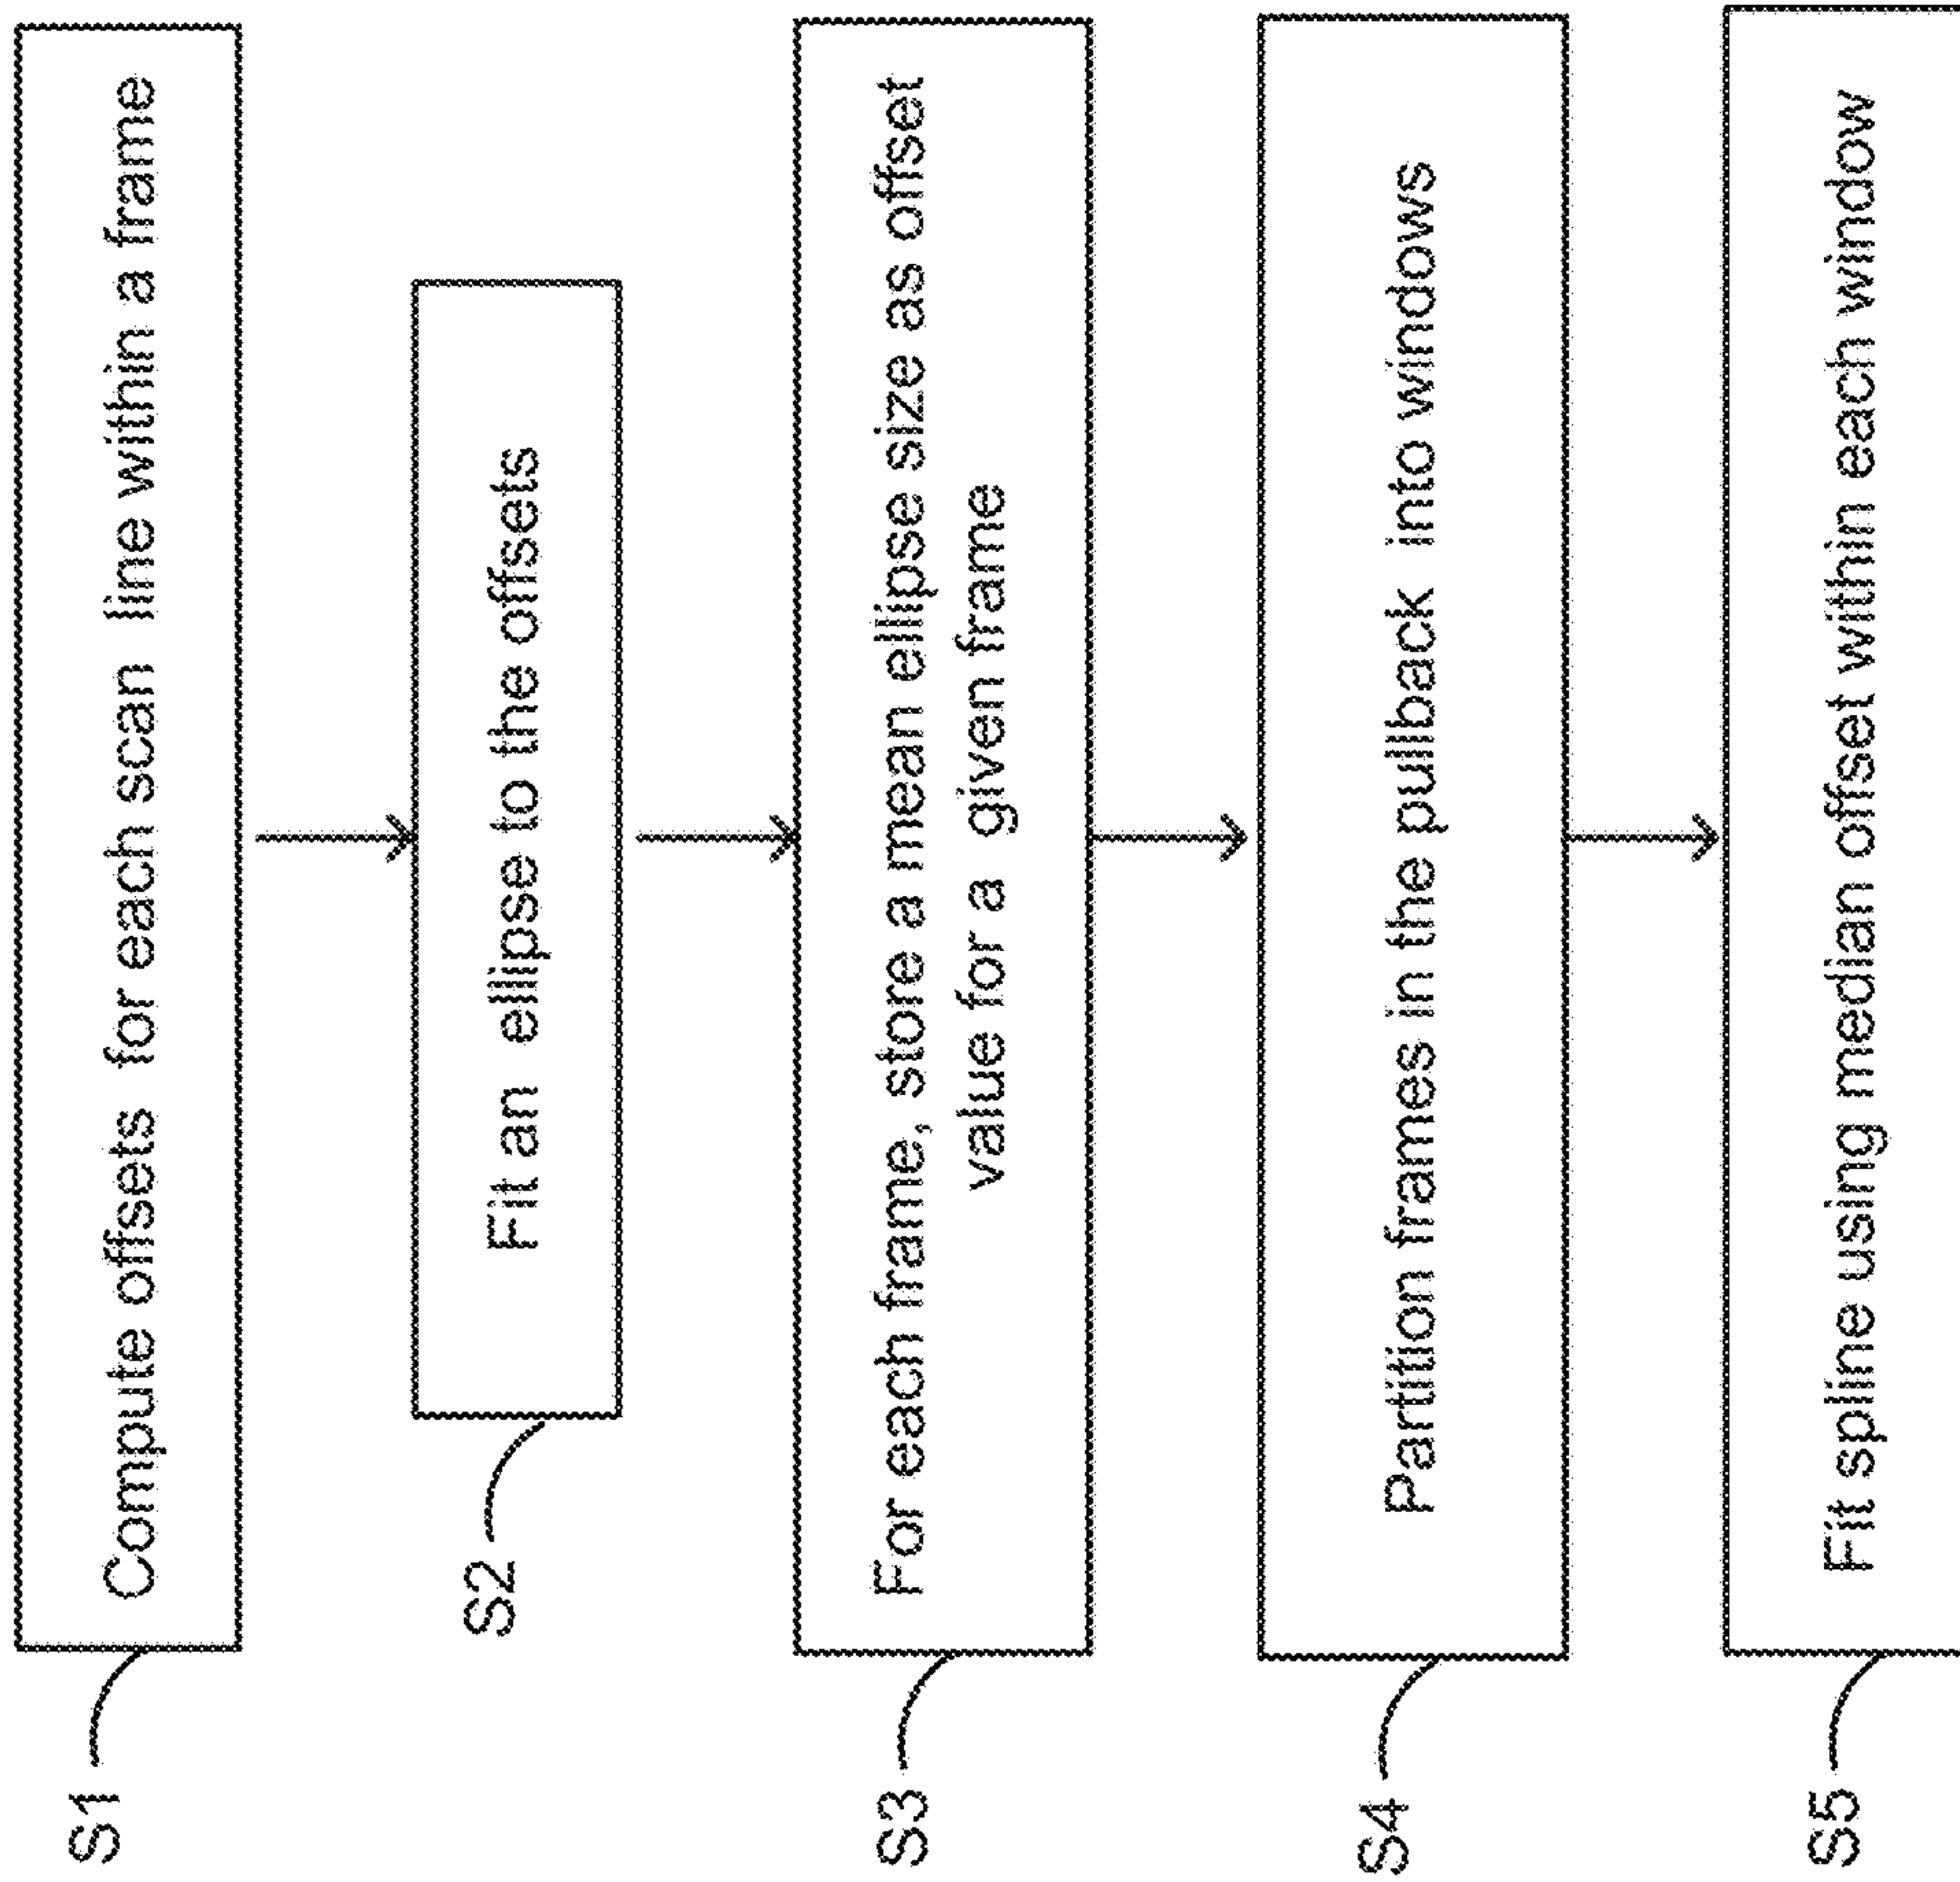 S1
Compute offsets for each scan line within a frame
S2
Fit an ellipse to the offsets
S3
For each frame, store a mean ellipse size as offset
value for a given frame
S4
Partition frames in the pullback into windows
S5
Fit spline using median offset within each window